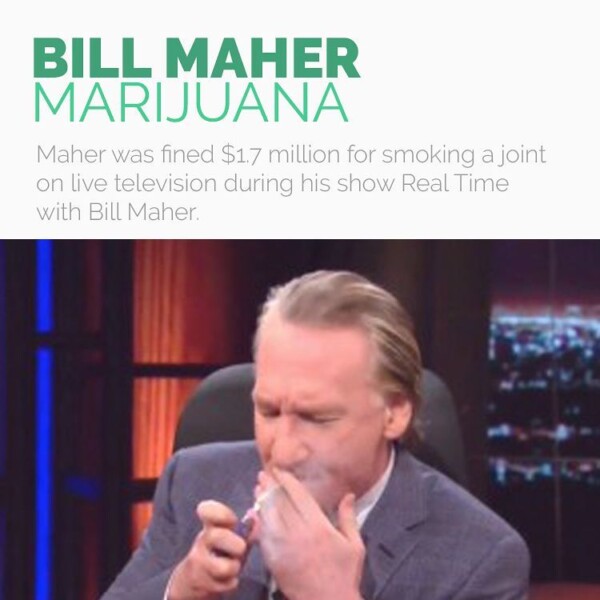 BILL MAHER
MARIJUANA
Maher was fined $1.7 million for smoking a joint
on live television during his show Real Time
with Bill Maher.